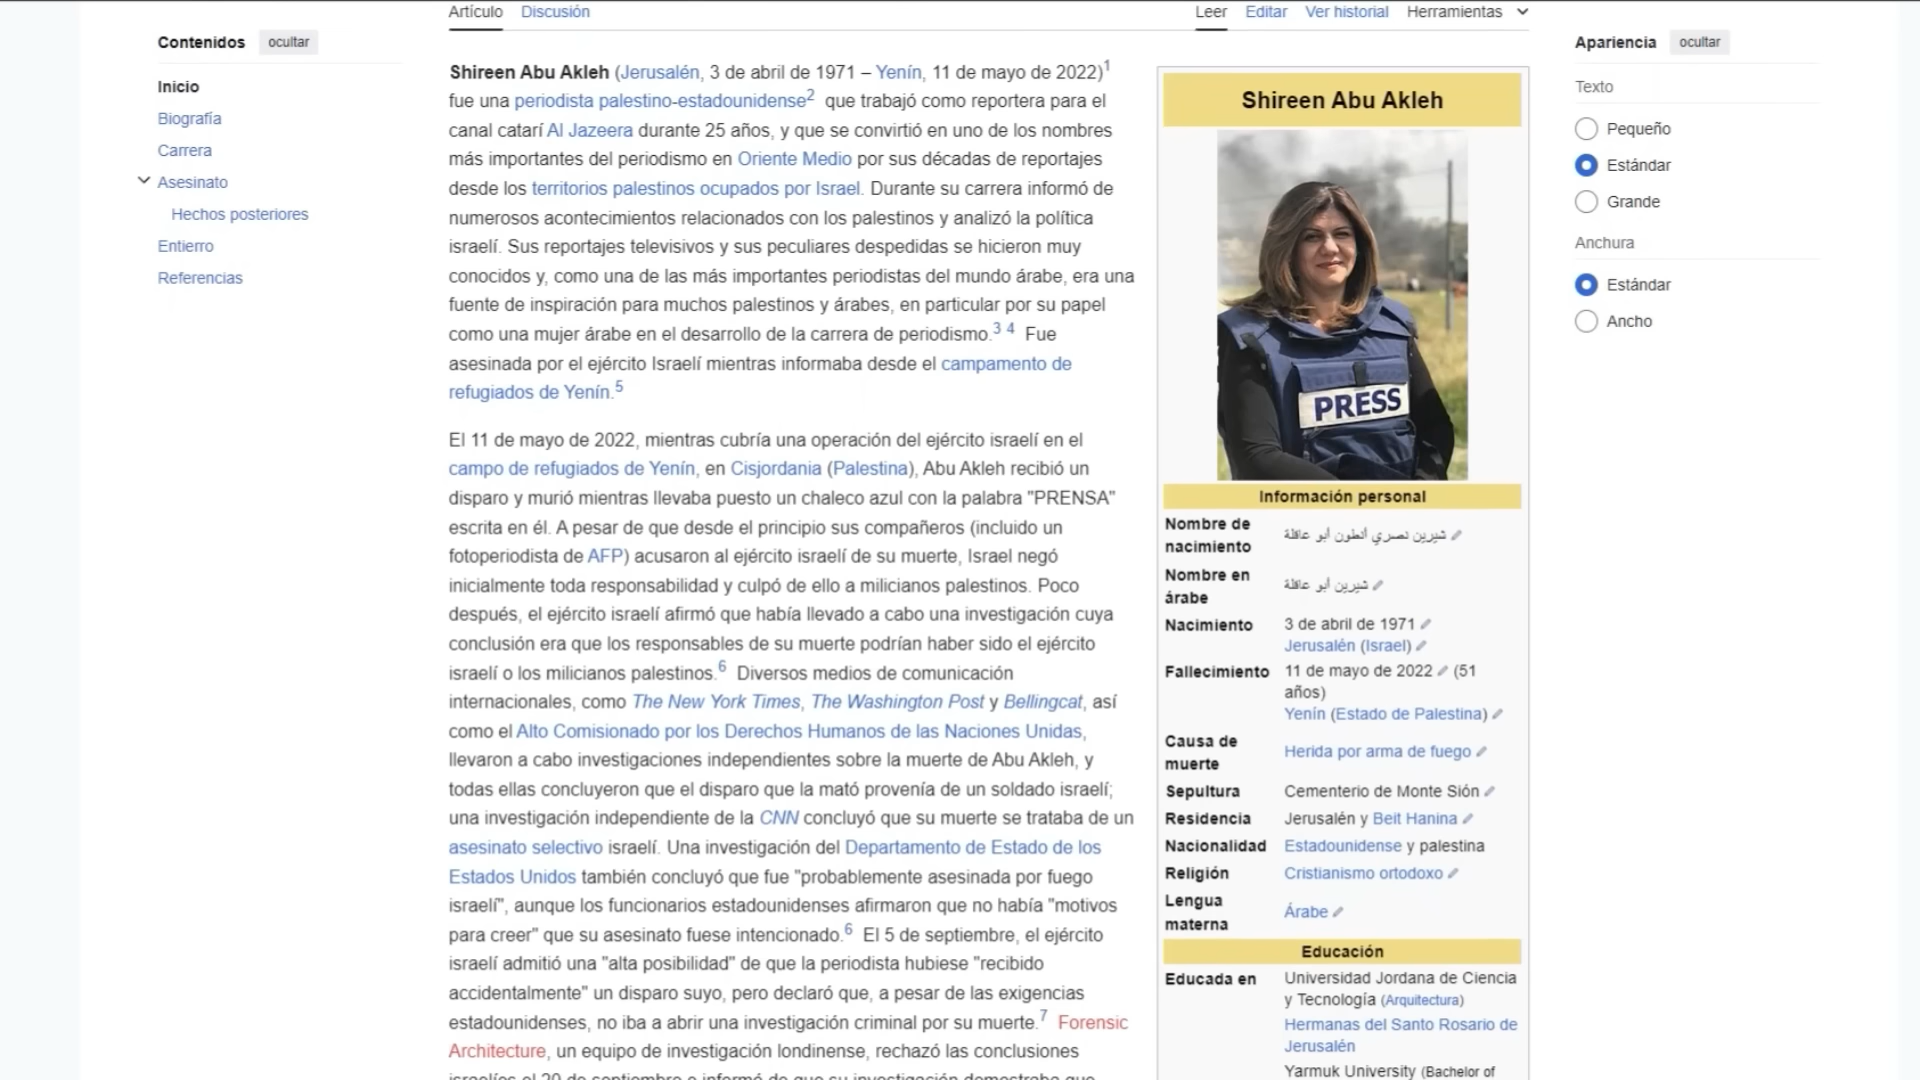 Artículo Discusión
Leer Editar Ver historial Herramientas
Contenidos ocultar
Inicio
Biografía
Carrera
Asesinato
Hechos posteriores
Entierro
Referencias
Shireen Abu Akleh (Jerusalén, 3 de abril de 1971 – Yenín, 11 de mayo de 2022)1
fue una periodista palestino-estadounidense2 que trabajó como reportera para el
canal catarí Al Jazeera durante 25 años, y que se convirtió en uno de los nombres
más importantes del periodismo en Oriente Medio por sus décadas de reportajes
desde los territorios palestinos ocupados por Israel. Durante su carrera informó de
numerosos acontecimientos relacionados con los palestinos y analizó la política
israelí. Sus reportajes televisivos y sus peculiares despedidas se hicieron muy
conocidos y, como una de las más importantes periodistas del mundo árabe, era una
fuente de inspiración para muchos palestinos y árabes, en particular por su papel
como una mujer árabe en el desarrollo de la carrera de periodismo.3 4 Fue
asesinada por el ejército Israelí mientras informaba desde el campamento de
refugiados de Yenín.5
El 11 de mayo de 2022, mientras cubría una operación del ejército israelí en el
campo de refugiados de Yenín, en Cisjordania (Palestina), Abu Akleh recibió un
disparo y murió mientras llevaba puesto un chaleco azul con la palabra "PRENSA"
escrita en él. A pesar de que desde el principio sus compañeros (incluido un
fotoperiodista de AFP) acusaron al ejército israelí de su muerte, Israel negó
inicialmente toda responsabilidad y culpó de ello a milicianos palestinos. Poco
después, el ejército israelí afirmó que había llevado a cabo una investigación cuya
conclusión era que los responsables de su muerte podrían haber sido el ejército
israelí o los milicianos palestinos.6 Diversos medios de comunicación
internacionales, como The New York Times, The Washington Post y Bellingcat, así
como el Alto Comisionado por los Derechos Humanos de las Naciones Unidas,
llevaron a cabo investigaciones independientes sobre la muerte de Abu Akleh, y
todas ellas concluyeron que el disparo que la mató provenía de un soldado israelí;
una investigación independiente de la CNN concluyó que su muerte se trataba de un
asesinato selectivo israelí. Una investigación del Departamento de Estado de los
Estados Unidos también concluyó que fue "probablemente asesinada por fuego
israelí", aunque los funcionarios estadounidenses afirmaron que no había "motivos
para creer" que su asesinato fuese intencionado.6 El 5 de septiembre, el ejército
israelí admitió una "alta posibilidad" de que la periodista hubiese "recibido
accidentalmente" un disparo suyo, pero declaró que, a pesar de las exigencias
estadounidenses, no iba a abrir una investigación criminal por su muerte.7 Forensic
Architecture, un equipo de investigación londinense, rechazó las conclusiones
israelíes el 20 de septiembre e informó de que su investigación demostraba que
Shireen Abu Akleh
PRESS
Información personal
Nombre de nacimiento شيرين نصري أنطون أبو عاقلة
Nombre en árabe شيرين أبو عاقلة
Nacimiento 3 de abril de 1971
Jerusalén (Israel)
Fallecimiento 11 de mayo de 2022 (51
años)
Yenín (Estado de Palestina)
Causa de muerte Herida por arma de fuego
Sepultura Cementerio de Monte Sión
Residencia Jerusalén y Beit Hanina
Nacionalidad Estadounidense y palestina
Religión Cristianismo ortodoxo
Lengua materna Árabe
Educación
Educada en Universidad Jordana de Ciencia
y Tecnología (Arquitectura)
Hermanas del Santo Rosario de
Jerusalén
Yarmuk University (Bachelor of
Apariencia ocultar
Texto
Pequeño
Estándar
Grande
Anchura
Estándar
Ancho